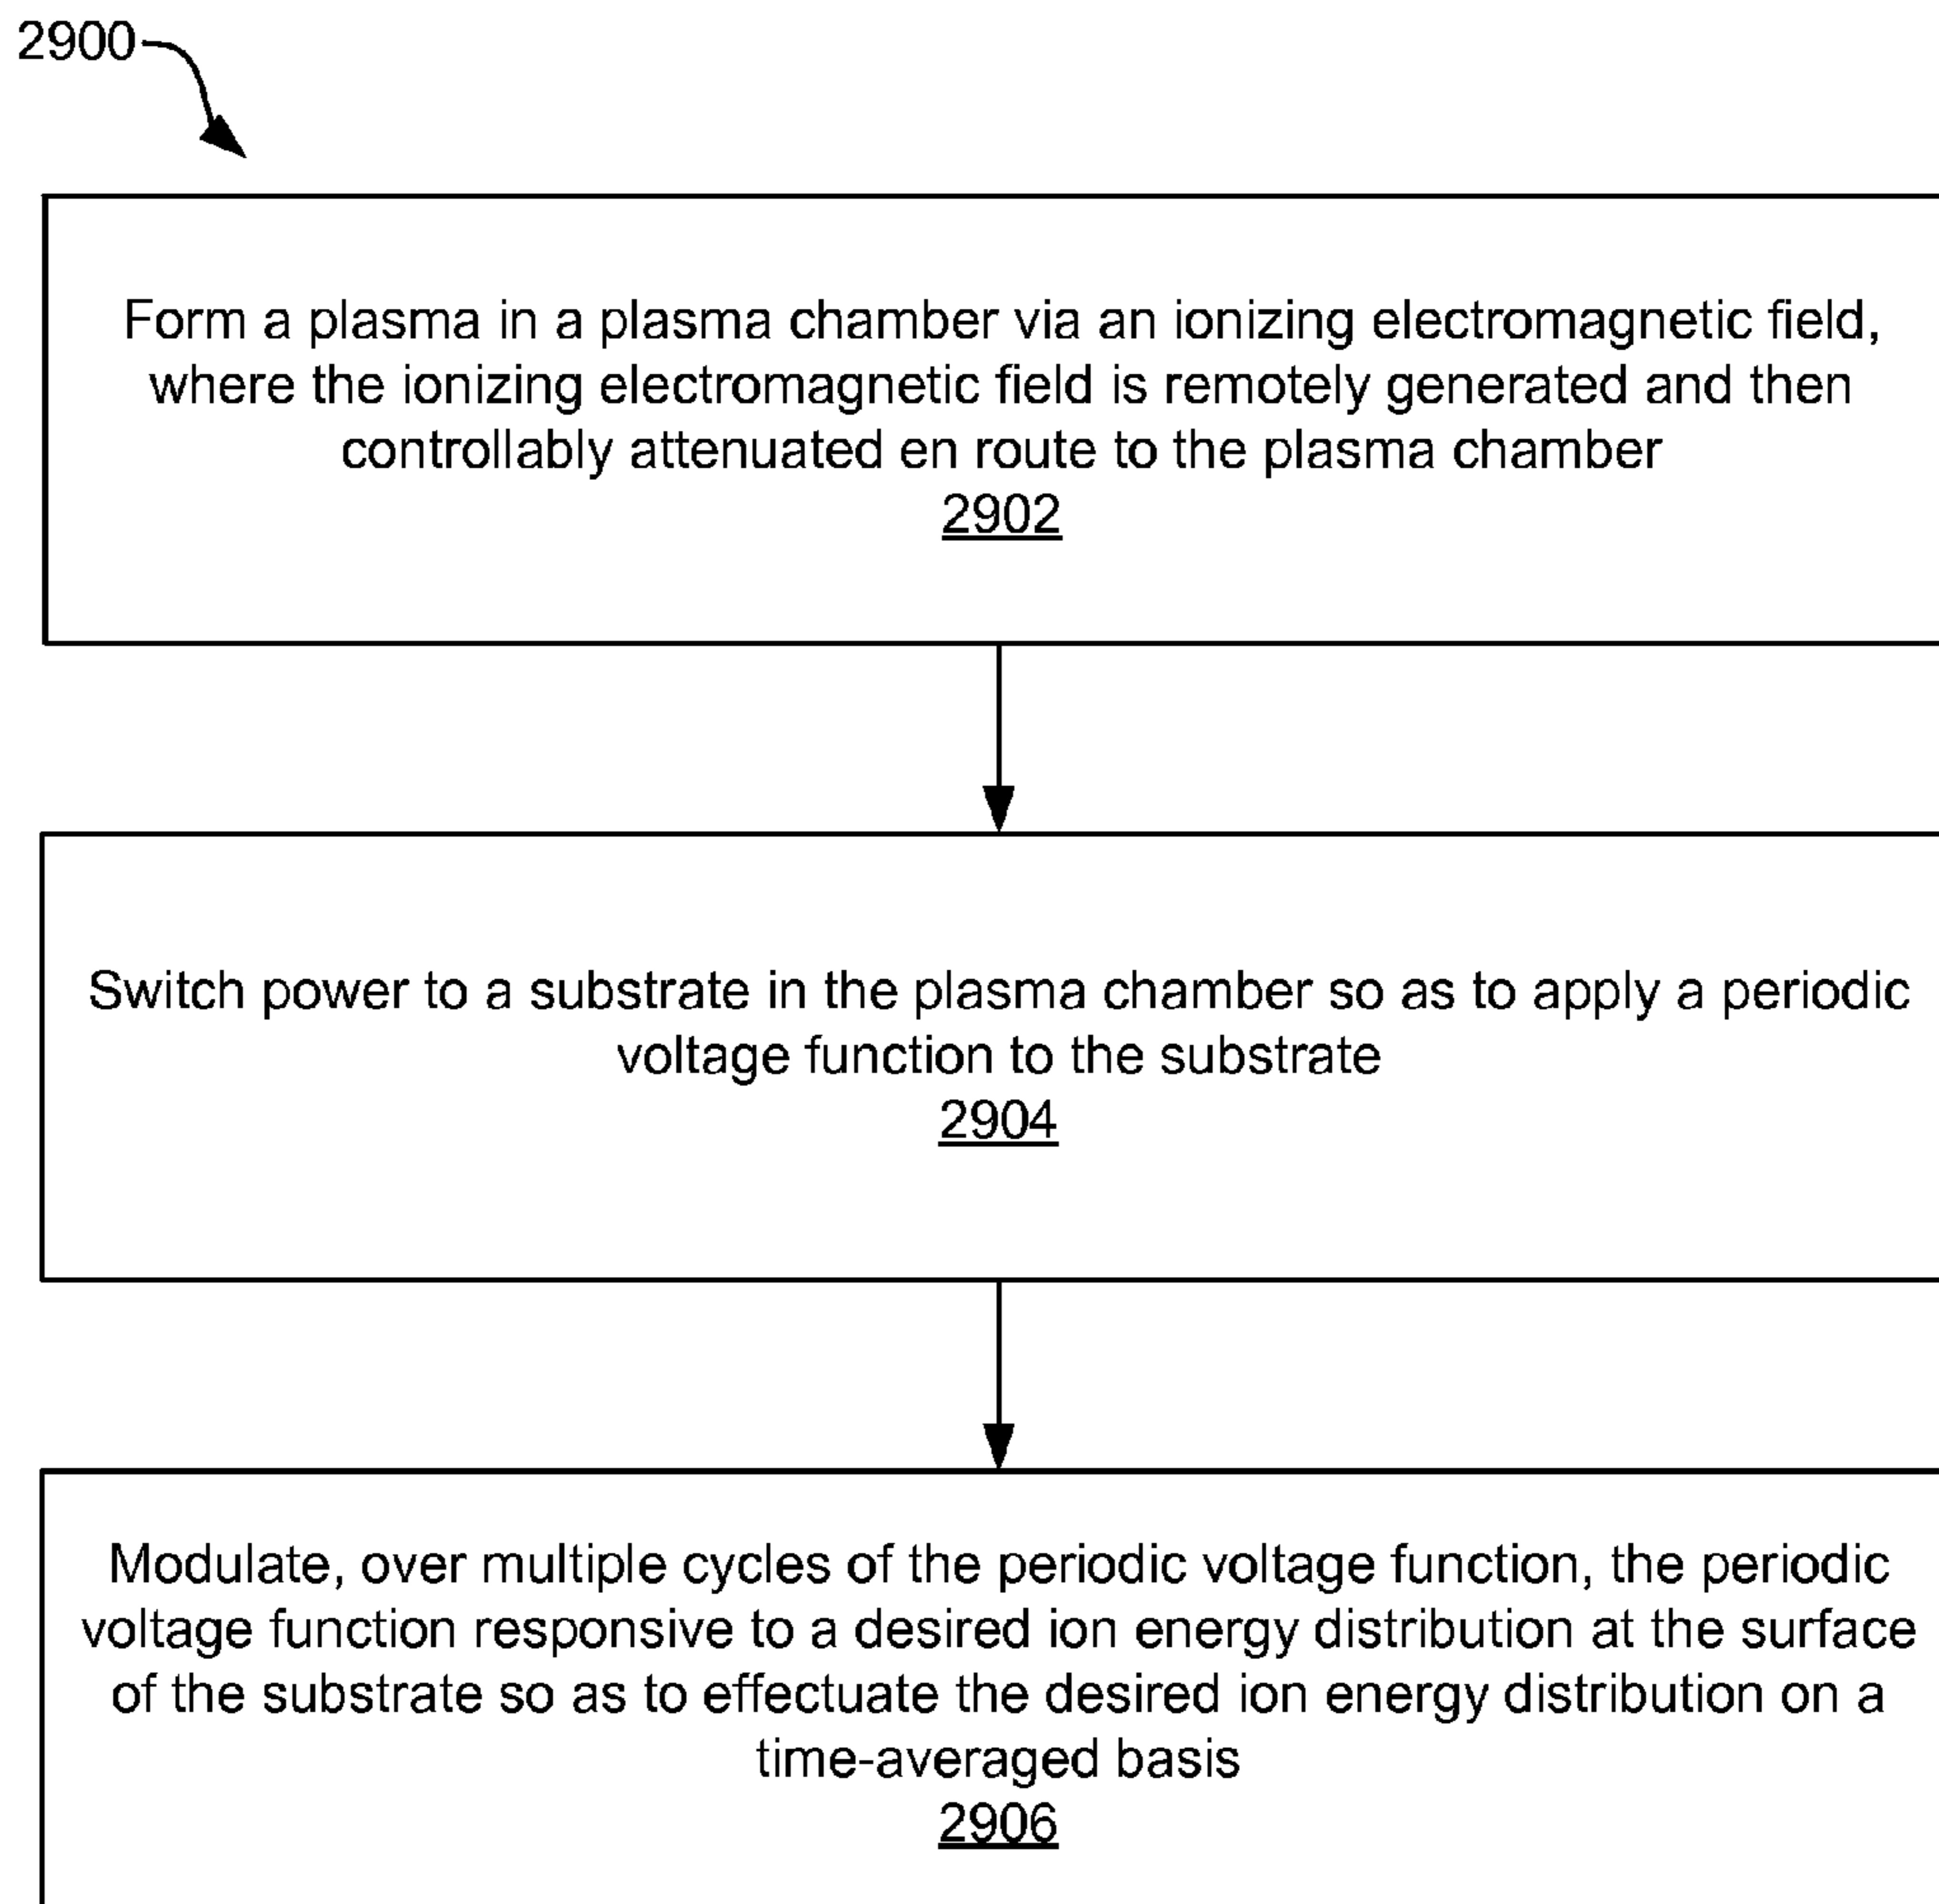 2900
Form a plasma in a plasma chamber via an ionizing electromagnetic field,
where the ionizing electromagnetic field is remotely generated and then
controllably attenuated en route to the plasma chamber
2902
Switch power to a substrate in the plasma chamber so as to apply a periodic
voltage function to the substrate
2904
Modulate, over multiple cycles of the periodic voltage function, the periodic
voltage function responsive to a desired ion energy distribution at the surface
of the substrate so as to effectuate the desired ion energy distribution on a
time-averaged basis
2906